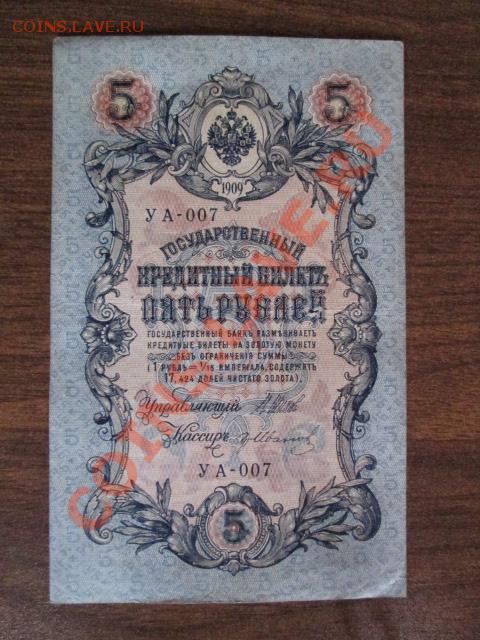 COINS.LAVE.RU
5 5
1909
УА-007
ГОСУДАРСТВЕННЫЙ
КРЕДИТНЫЙ БИЛЕТЪ
ПЯТЬ РУБЛЕЙ
ГОСУДАРСТВЕННЫЙ БАНКЪ РАЗМѢНИВАЕТЪ
КРЕДИТНЫЕ БИЛЕТЫ НА ЗОЛОТУЮ МОНЕТУ
БЕЗЪ ОГРАНИЧЕНІЯ СУММЫ
(1 РУБЛЬ = 1/15 ИМПЕРІАЛА, СОДЕРЖИТЪ
17,424 ДОЛЕЙ ЧИСТАГО ЗОЛОТА).
Управляющій
Кассиръ
УА-007
5